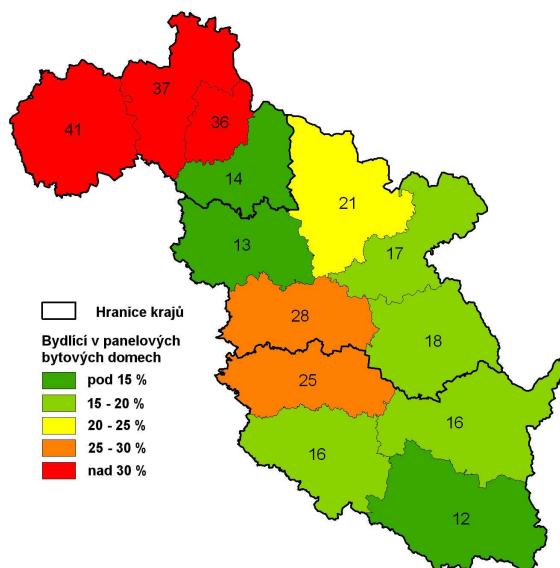 37
41
36
14
21
13
17
Hranice krajů
28
Bydlící v panelových
bytových domech
18
pod 15 %
25
15 - 20 %
20 - 25 %
16
25 - 30 %
16
nad 30 %
12